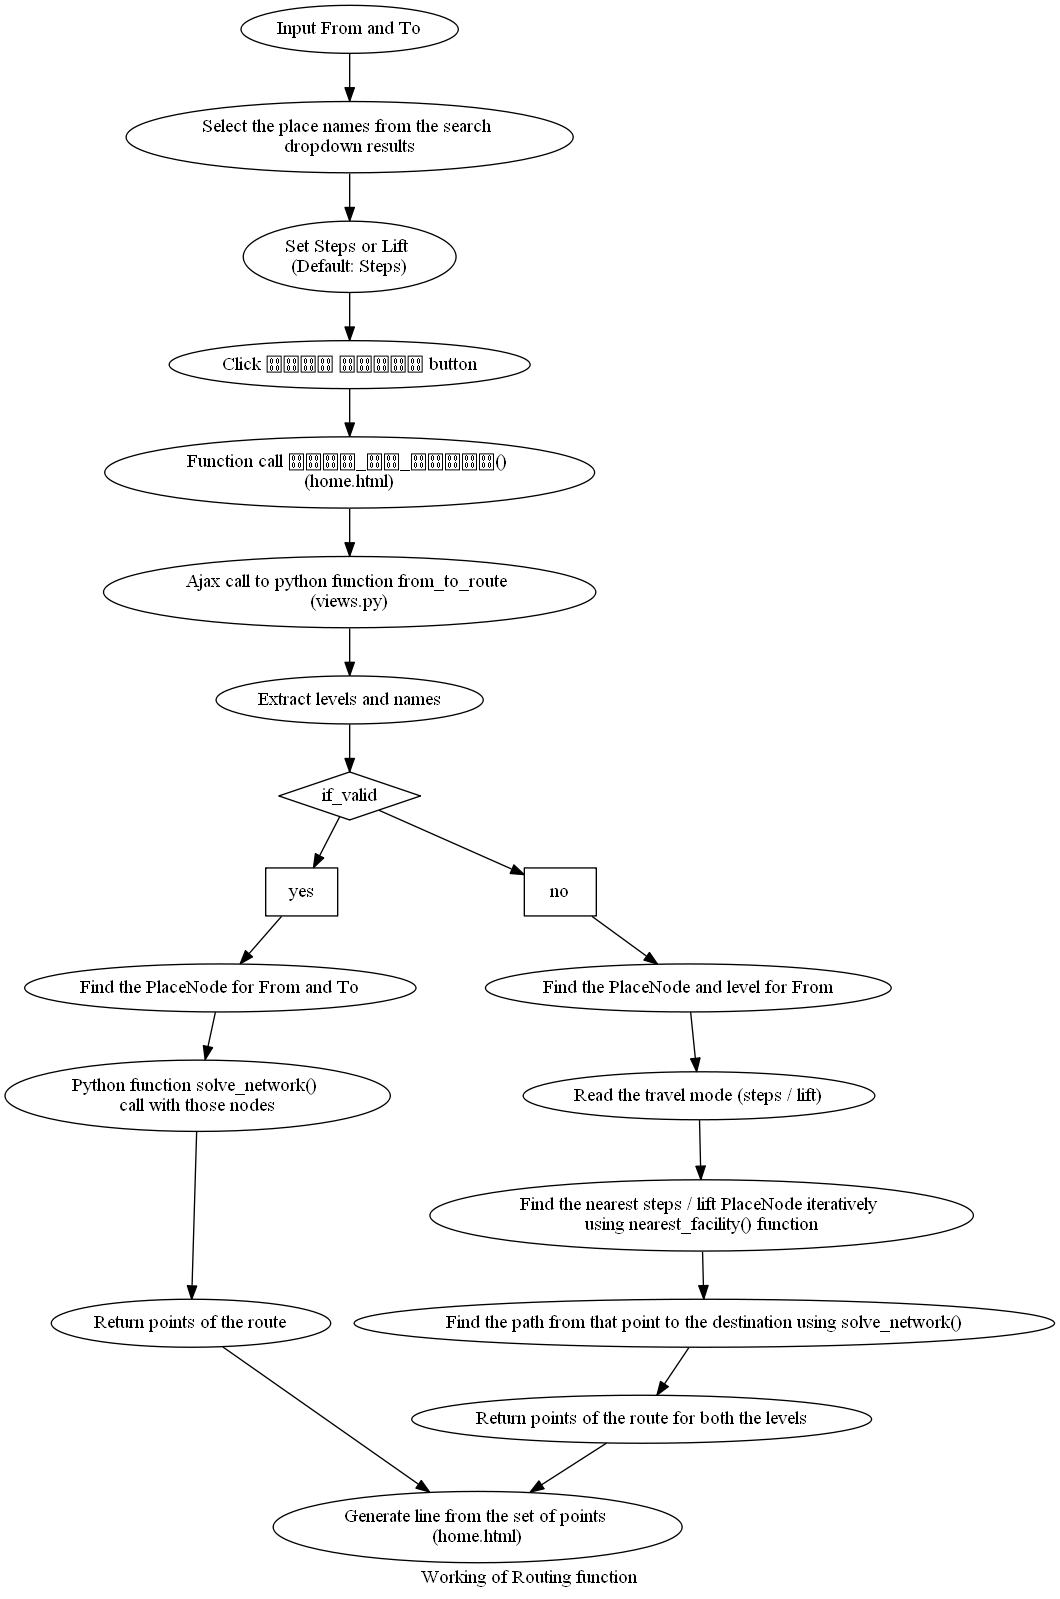 Input From and To
Select the place names from the search
dropdown results
Set Steps or Lift
(Default: Steps)
Click button
Function call ()
(home.html)
Ajax call to python function from_to_route
(views.py)
Extract levels and names
if_valid
yes
no
Find the PlaceNode for From and To
Find the PlaceNode and level for From
Python function solve_network()
call with those nodes
Read the travel mode (steps / lift)
Find the nearest steps / lift PlaceNode iteratively
using nearest_facility() function
Return points of the route
Find the path from that point to the destination using solve_network()
Return points of the route for both the levels
Generate line from the set of points
(home.html)
Working of Routing function